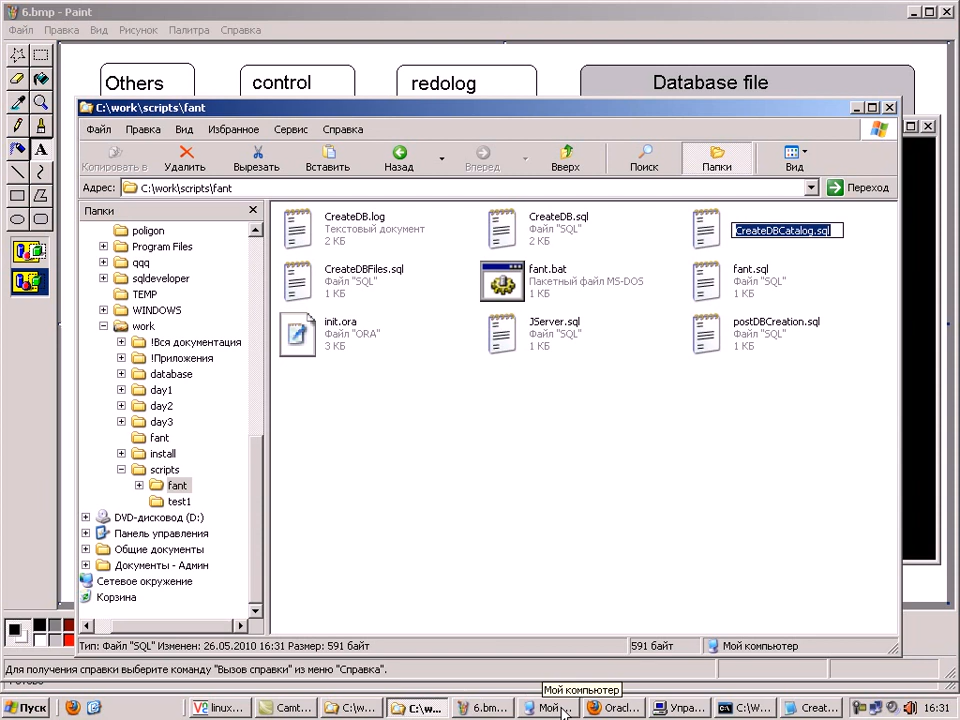 6.bmp - Paint
Файл Правка Вид Рисунок Палитра Справка
Others control redolog Database file
C:\work\scripts\fant
Файл Правка Вид Избранное Сервис Справка
Копировать в Удалить Вырезать Вставить Назад Вперед Вверх Поиск Папки Вид
Адрес: C:\work\scripts\fant Переход
Папки
poligon
Program Files
qqq
sqldeveloper
TEMP
WINDOWS
work
!Вся документация
!Приложения
database
day1
day2
day3
fant
install
scripts
fant
test1
DVD-дисковод (D:)
Панель управления
Общие документы
Документы - Админ
Сетевое окружение
Корзина
CreateDB.log
Текстовый документ
2 КБ
CreateDB.sql
Файл "SQL"
2 КБ
CreateDBCatalog.sql
CreateDBFiles.sql
Файл "SQL"
1 КБ
fant.bat
Пакетный файл MS-DOS
1 КБ
fant.sql
Файл "SQL"
1 КБ
init.ora
Файл "ORA"
3 КБ
JServer.sql
Файл "SQL"
1 КБ
postDBCreation.sql
Файл "SQL"
1 КБ
Тип: Файл "SQL" Изменен: 26.05.2010 16:31 Размер: 591 байт 591 байт Мой компьютер
Для получения справки выберите команду "Вызов справки" из меню "Справка".
Мой компьютер
Пуск linux... Camt... C:\w... C:\w... 6.bm... Мой... Oracl... Упра... C:\W... Creat... 16:31